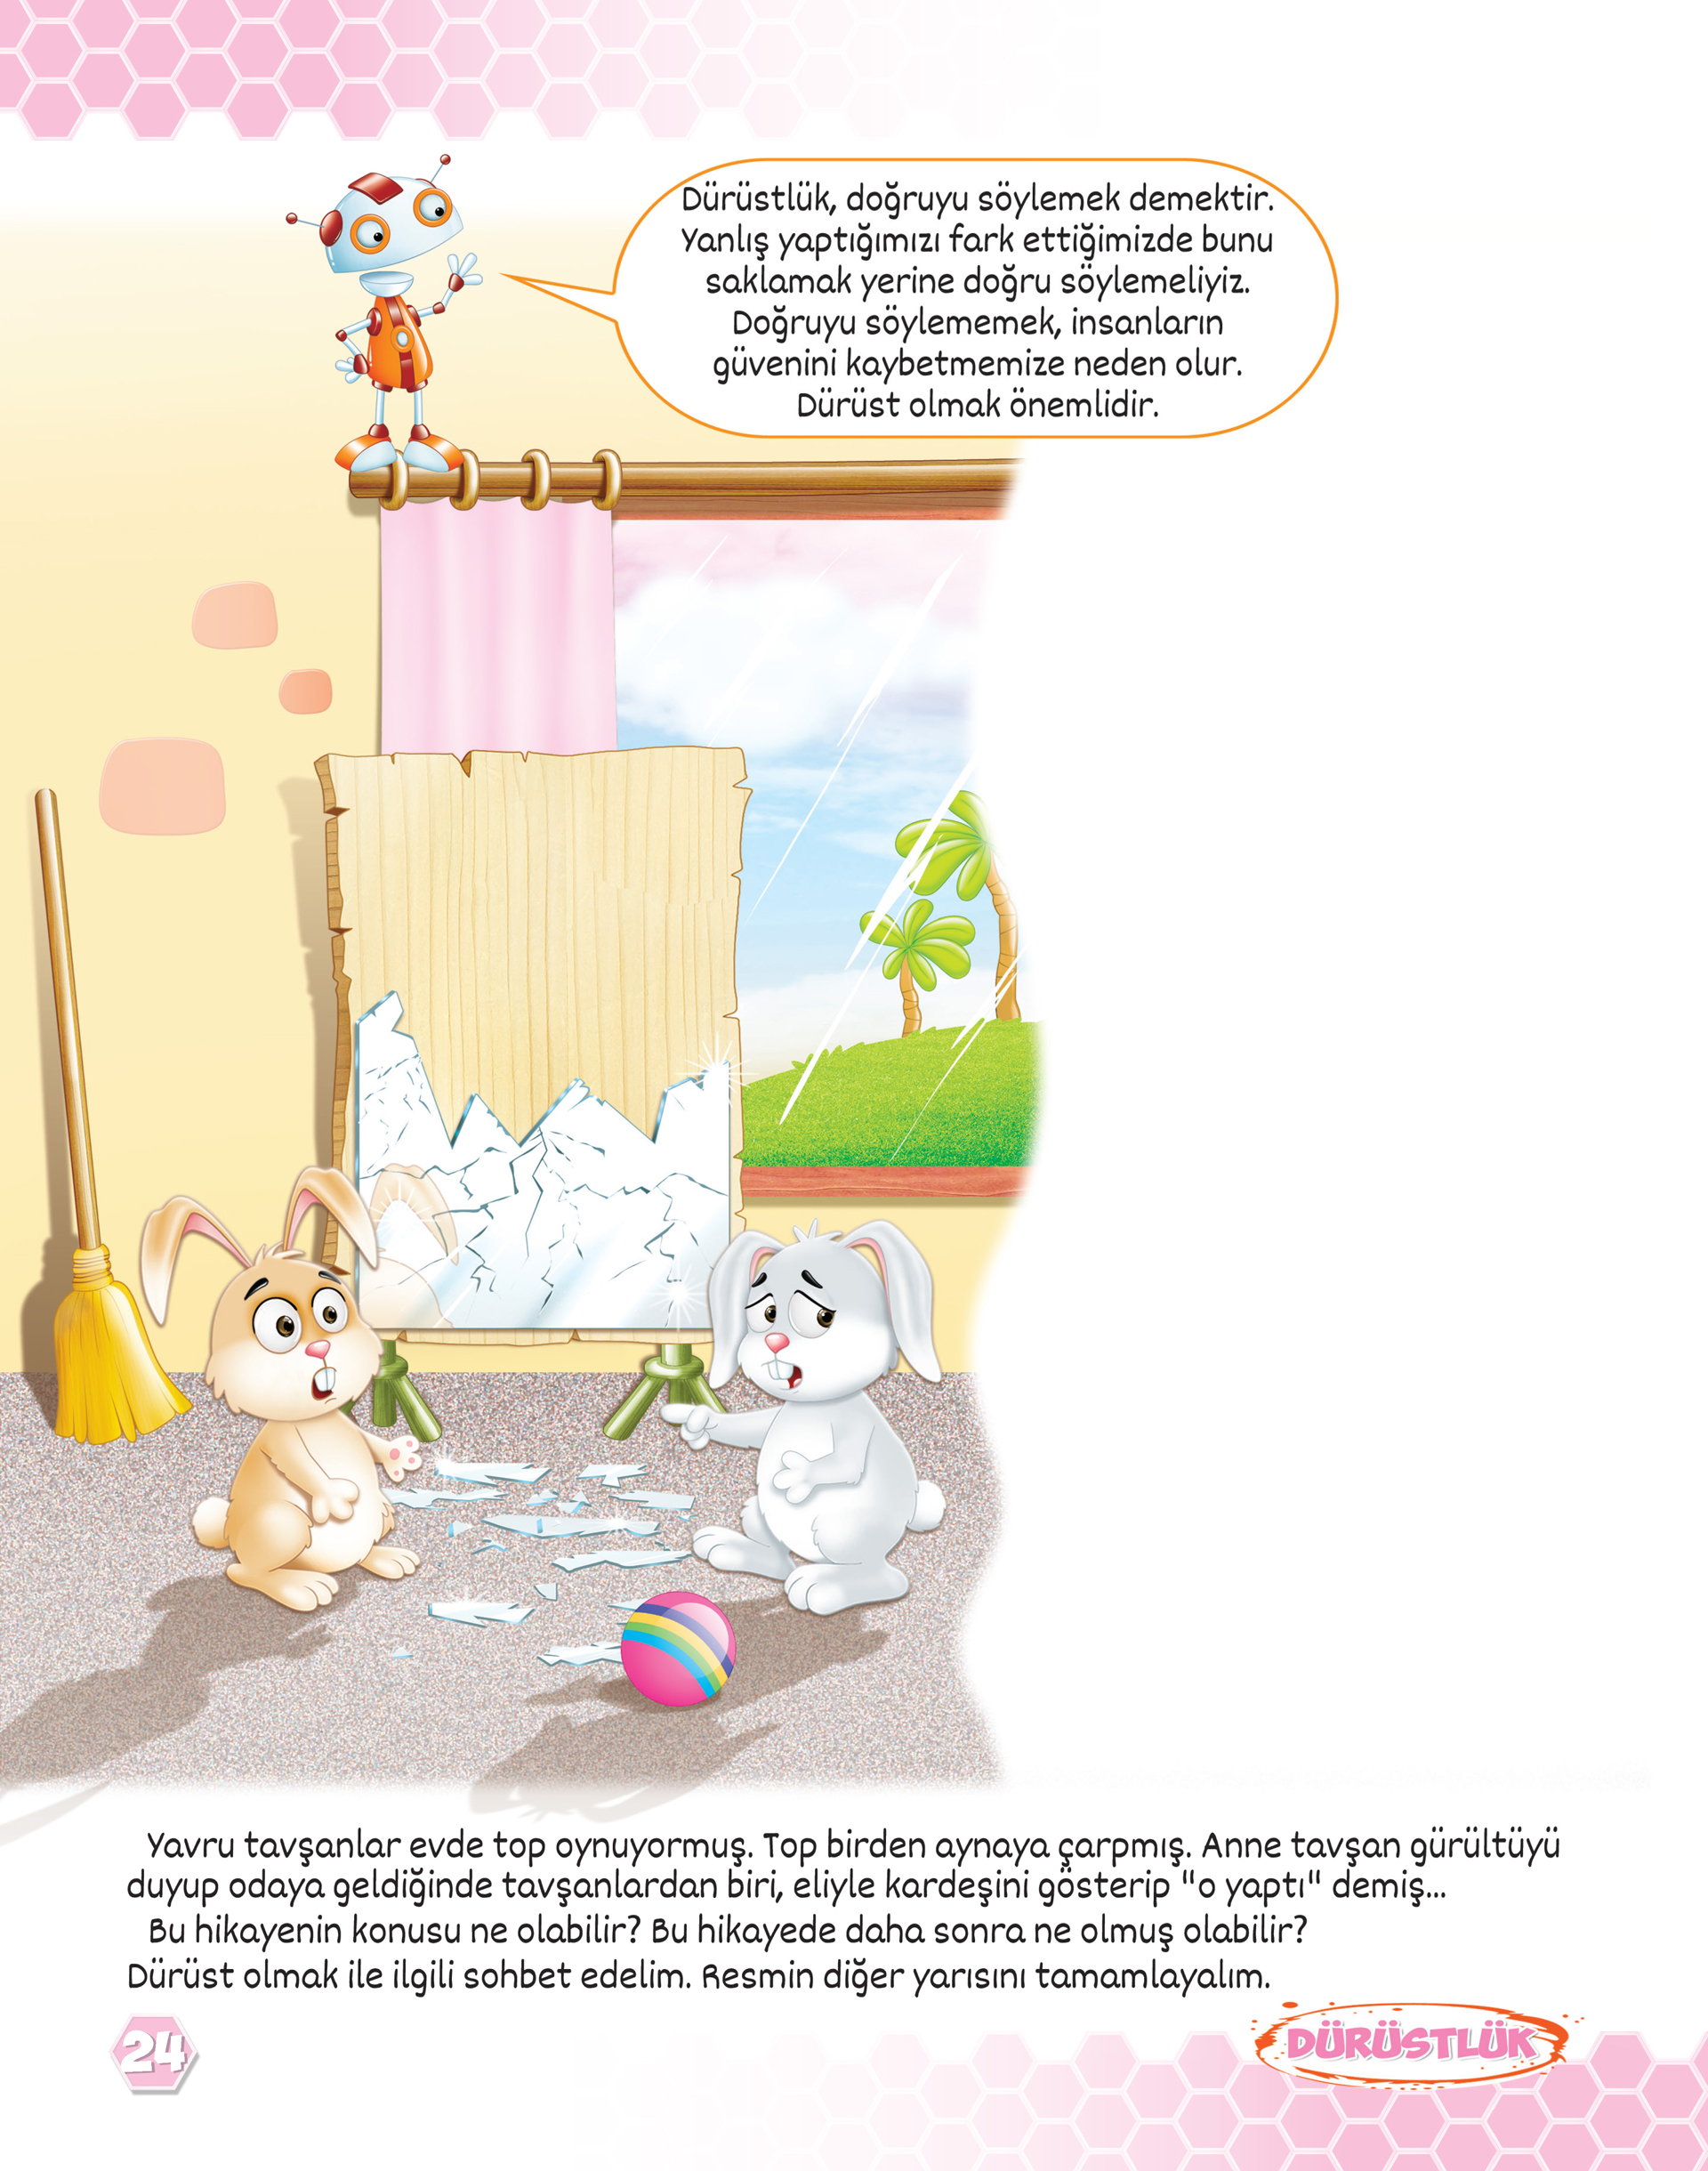 Dürüstlük, doğruyu söylemek demektir.
Yanlış yaptığımızı fark ettiğimizde bunu
saklamak yerine doğru söylemeliyiz.
Doğruyu söylememek, insanların
güvenini kaybetmemize neden olur.
Dürüst olmak önemlidir.
Yavru tavşanlar evde top oynuyormuş. Top birden aynaya çarpmış. Anne tavşan gürültüyü
duyup odaya geldiğinde tavşanlardan biri, eliyle kardeşini gösterip "o yaptı" demiş...
Bu hikayenin konusu ne olabilir? Bu hikayede daha sonra ne olmuş olabilir?
Dürüst olmak ile ilgili sohbet edelim. Resmin diğer yarısını tamamlayalım.
24
DÜRÜSTLÜK